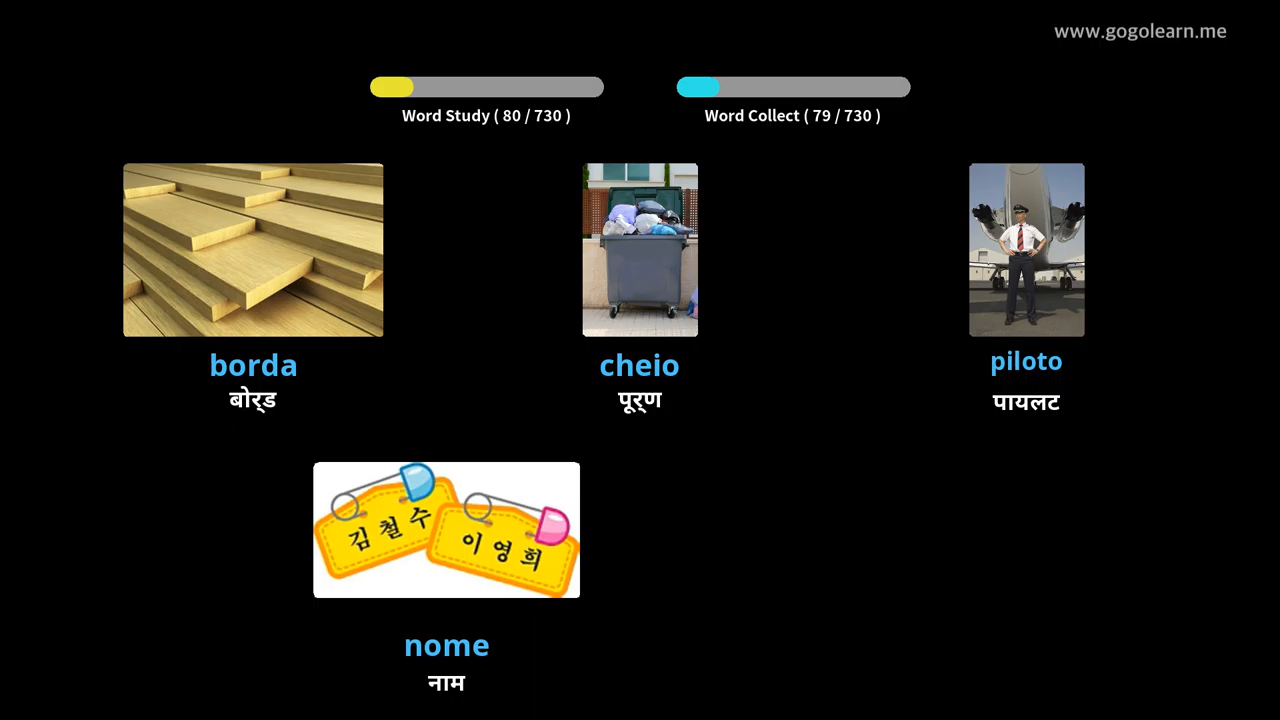 www.gogolearn.me
Word Study ( 80 / 730 )
Word Collect ( 79 / 730 )
borda
बोर्ड
cheio
पूर्ण
piloto
पायलट
김철수
이영희
nome
नाम